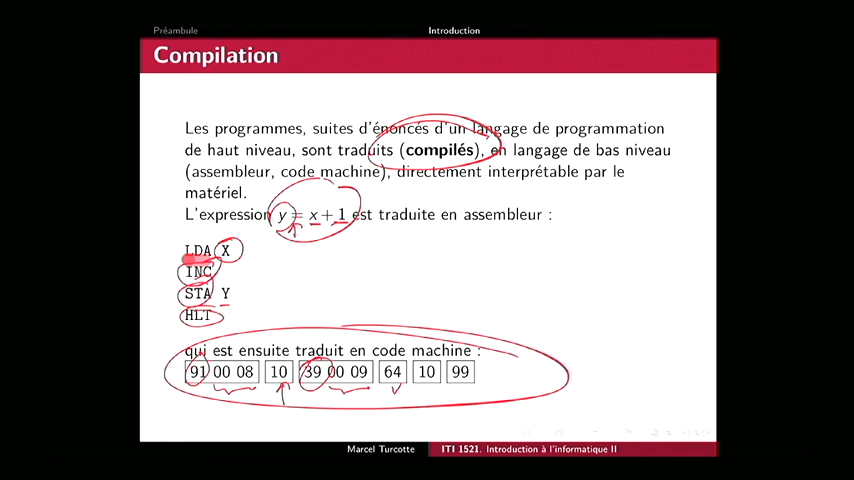 Préambule
Introduction
Compilation
Les programmes, suites d'énoncés d'un langage de programmation
de haut niveau, sont traduits (compilés), en langage de bas niveau
(assembleur, code machine), directement interprétable par le
matériel.
L'expression y = x + 1 est traduite en assembleur :
LDA X
INC
STA Y
HLT
qui est ensuite traduit en code machine :
91 00 08 10 39 00 09 64 10 99
Marcel Turcotte
ITI 1521. Introduction à l'informatique II